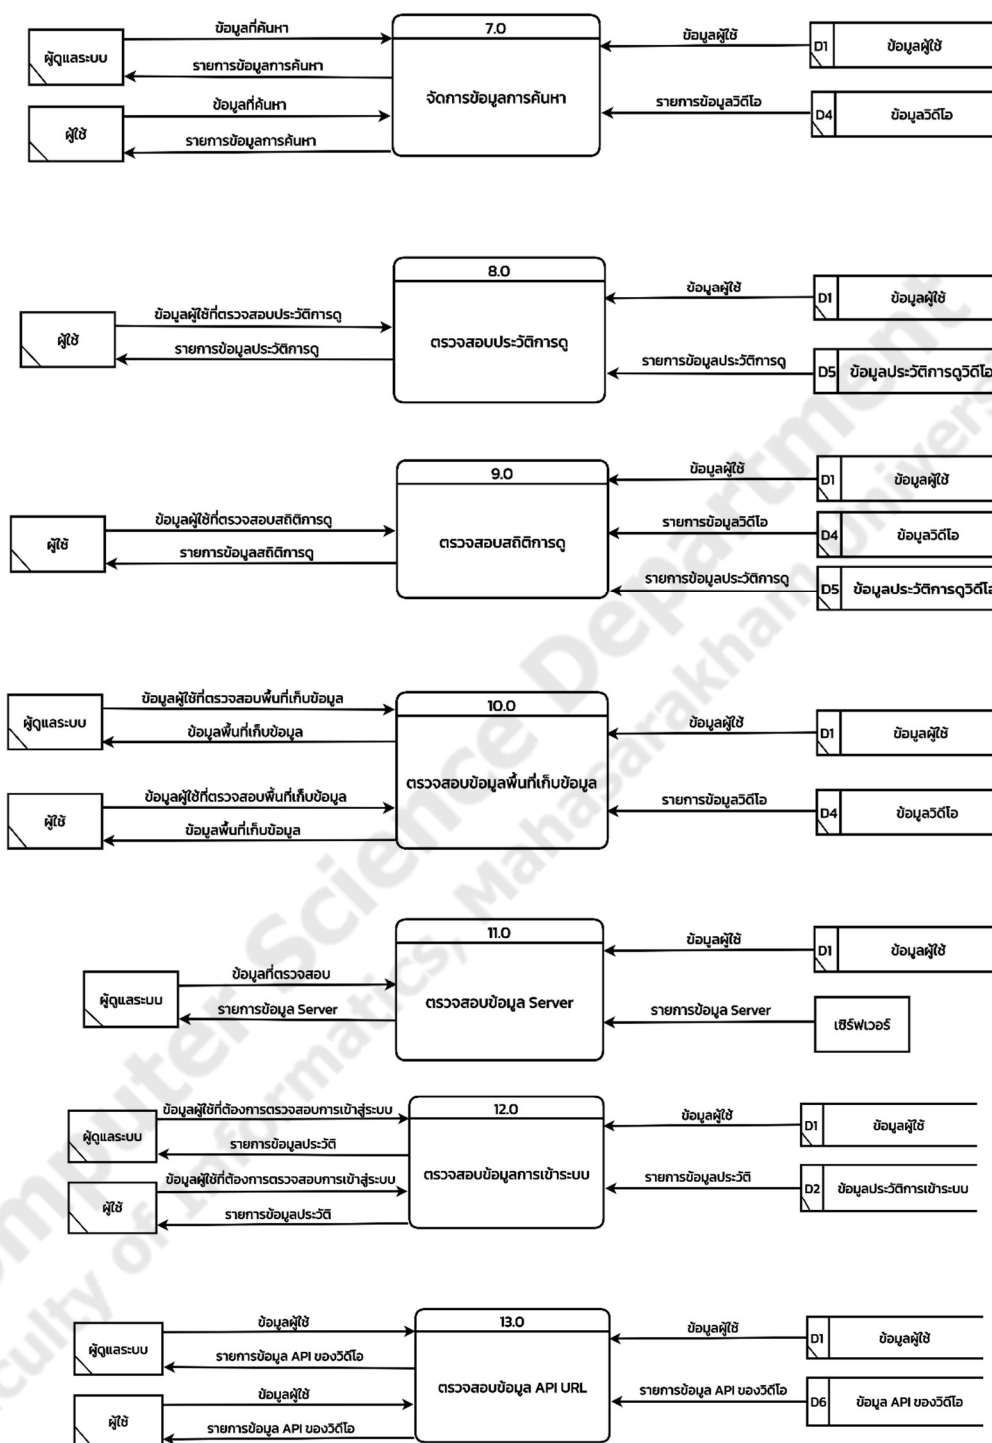 ข้อมูลที่ค้นหา
7.0
ข้อมูลผู้ใช้
D1
ข้อมูลผู้ใช้
ผู้ดูแลระบบ
รายการข้อมูลการค้นหา
จัดการข้อมูลการค้นหา
ข้อมูลที่ค้นหา
รายการข้อมูลวิดีโอ
D4
ข้อมูลวิดีโอ
ผู้ใช้
รายการข้อมูลการค้นหา
8.0
ข้อมูลผู้ใช้
D1
ข้อมูลผู้ใช้
ข้อมูลผู้ใช้ที่ตรวจสอบประวัติการดู
ผู้ใช้
ตรวจสอบประวัติการดู
รายการข้อมูลประวัติการดู
รายการข้อมูลประวัติการดู
D5
ข้อมูลประวัติการดูวิดีโอ
9.0
ข้อมูลผู้ใช้
D1
ข้อมูลผู้ใช้
ข้อมูลผู้ใช้ที่ตรวจสอบสถิติการดู
ผู้ใช้
ตรวจสอบสถิติการดู
รายการข้อมูลวิดีโอ
D4
ข้อมูลวิดีโอ
รายการข้อมูลสถิติการดู
รายการข้อมูลประวัติการดู
D5
ข้อมูลประวัติการดูวิดีโอ
ข้อมูลผู้ใช้ที่ตรวจสอบพื้นที่เก็บข้อมูล
10.0
ข้อมูลผู้ใช้
D1
ข้อมูลผู้ใช้
ผู้ดูแลระบบ
ข้อมูลพื้นที่เก็บข้อมูล
ตรวจสอบข้อมูลพื้นที่เก็บข้อมูล
ข้อมูลผู้ใช้ที่ตรวจสอบพื้นที่เก็บข้อมูล
รายการข้อมูลวิดีโอ
D4
ข้อมูลวิดีโอ
ผู้ใช้
ข้อมูลพื้นที่เก็บข้อมูล
11.0
ข้อมูลผู้ใช้
D1
ข้อมูลผู้ใช้
ข้อมูลที่ตรวจสอบ
ผู้ดูแลระบบ
ตรวจสอบข้อมูล Server
รายการข้อมูล Server
รายการข้อมูล Server
เซิร์ฟเวอร์
ข้อมูลผู้ใช้ที่ต้องการตรวจสอบการเข้าสู่ระบบ
12.0
ข้อมูลผู้ใช้
D1
ข้อมูลผู้ใช้
ผู้ดูแลระบบ
รายการข้อมูลประวัติ
ตรวจสอบข้อมูลการเข้าระบบ
ข้อมูลผู้ใช้ที่ต้องการตรวจสอบการเข้าสู่ระบบ
รายการข้อมูลประวัติ
D2
ข้อมูลประวัติการเข้าระบบ
ผู้ใช้
รายการข้อมูลประวัติ
ข้อมูลผู้ใช้
13.0
ข้อมูลผู้ใช้
D1
ข้อมูลผู้ใช้
ผู้ดูแลระบบ
รายการข้อมูล API ของวิดีโอ
ตรวจสอบข้อมูล API URL
ข้อมูลผู้ใช้
รายการข้อมูล API ของวิดีโอ
D6
ข้อมูล API ของวิดีโอ
ผู้ใช้
รายการข้อมูล API ของวิดีโอ
Computer Science Department
Faculty of Informatics, Mahasarakham